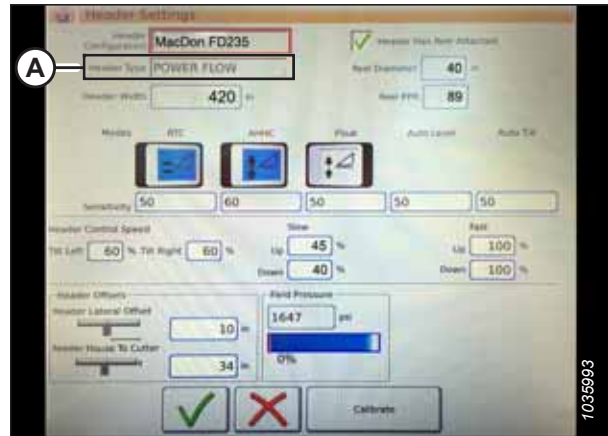 Header Settings
Header Configuration MacDon FD235
Header Has Reel Attached
A
Header Type POWER FLOW
Reel Diameter 40 in
Header Width 420 in
Reel PPR 89
Modes RTC AHHC Float Auto Level Auto Tilt
Sensitivity 50 60 50 50 50
Header Control Speed
Slow
Fast
Tilt Left 60 % Tilt Right 60 %
Up 45 %
Up 100 %
Down 40 %
Down 100 %
Header Offsets
Field Pressure
Header Lateral Offset
10 in
1647 psi
Feeder House To Cutter
34 in
0%
Calibrate
1035993